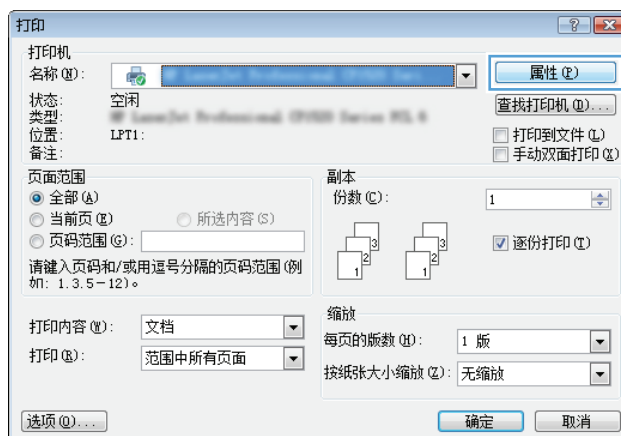 打印
打印机
名称(N):
属性(P)
状态: 空闲
类型:
查找打印机(D)...
位置: LPT1:
打印到文件(L)
备注:
手动双面打印(X)
页面范围
全部(A)
当前页(E) 所选内容(S)
页码范围(G):
请键入页码和/或用逗号分隔的页码范围(例
如: 1,3,5-12)。
副本
份数(C): 1
1 2 3 1 2 3
逐份打印(T)
打印内容(W): 文档
打印(R): 范围中所有页面
缩放
每页的版数(H): 1 版
按纸张大小缩放(Z): 无缩放
选项(O)...
确定
取消